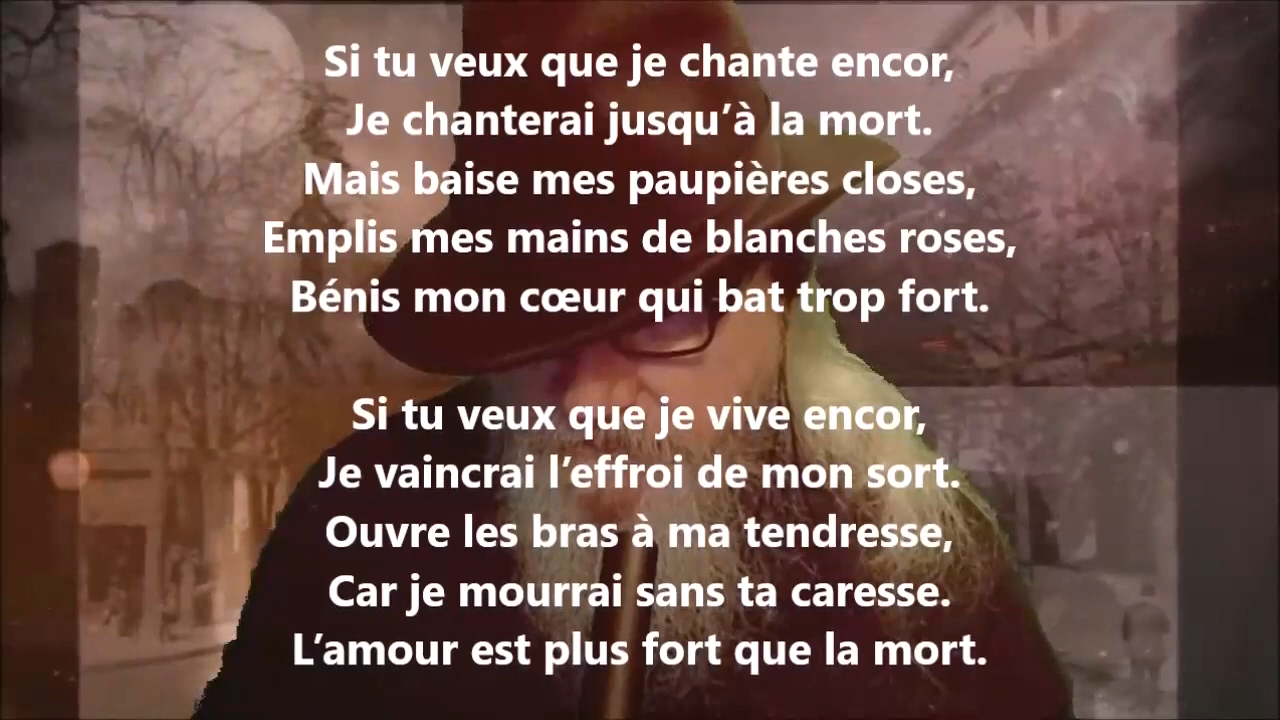 Si tu veux que je chante encor,
Je chanterai jusqu’à la mort.
Mais baise mes paupières closes,
Emplis mes mains de blanches roses,
Bénis mon cœur qui bat trop fort.
Si tu veux que je vive encor,
Je vaincrai l’effroi de mon sort.
Ouvre les bras à ma tendresse,
Car je mourrai sans ta caresse.
L’amour est plus fort que la mort.